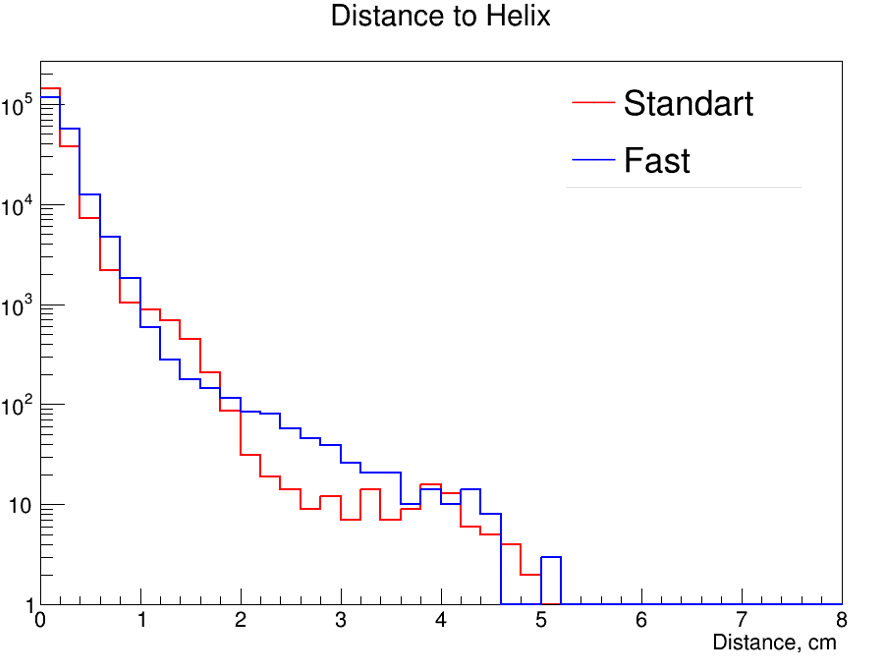 Distance to Helix
Standart
Fast
10^5
10^4
10^3
10^2
10
1
0 1 2 3 4 5 6 7 8
Distance, cm